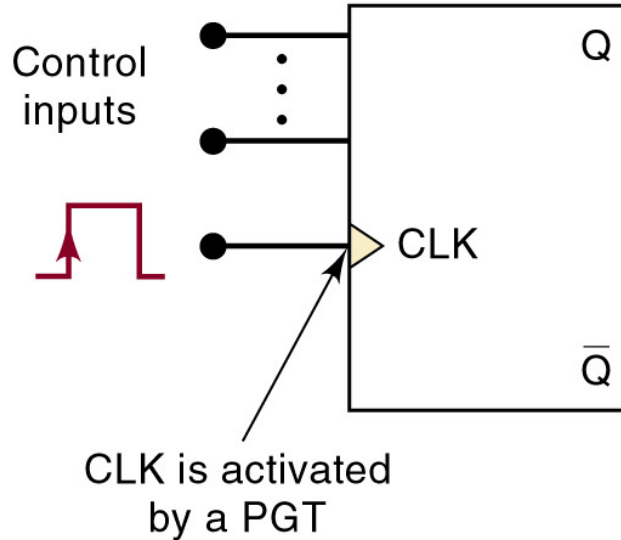 Control
inputs
Q
CLK
Q̅
CLK is activated
by a PGT